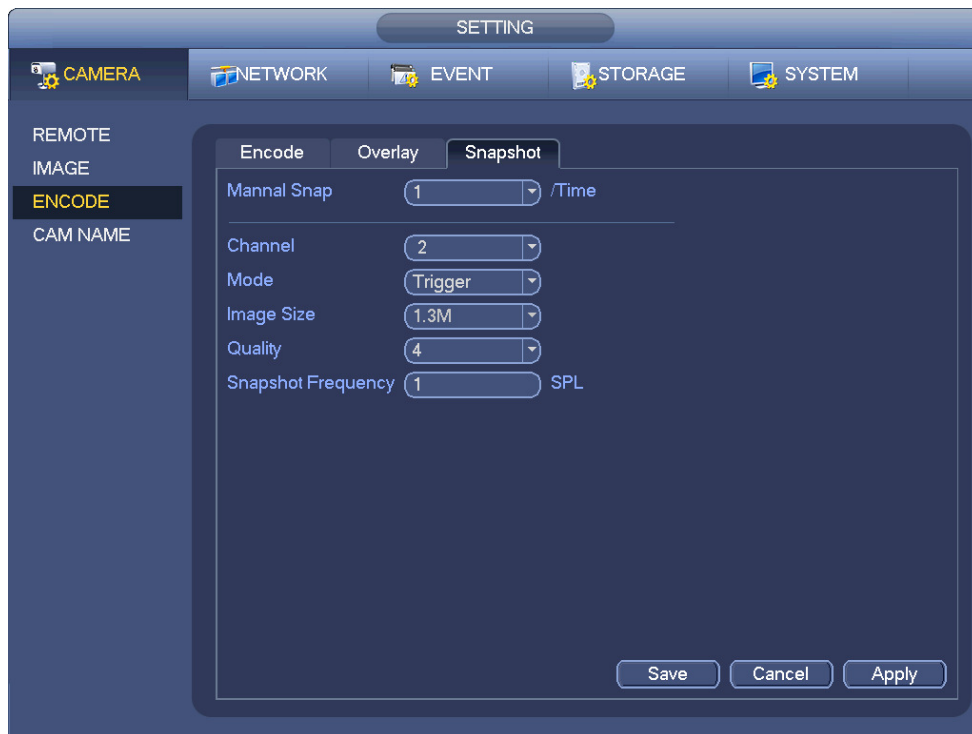 SETTING
CAMERA NETWORK EVENT STORAGE SYSTEM
REMOTE
IMAGE
ENCODE
CAM NAME
Encode Overlay Snapshot
Mannal Snap 1 /Time
Channel 2
Mode Trigger
Image Size 1.3M
Quality 4
Snapshot Frequency 1 SPL
Save Cancel Apply